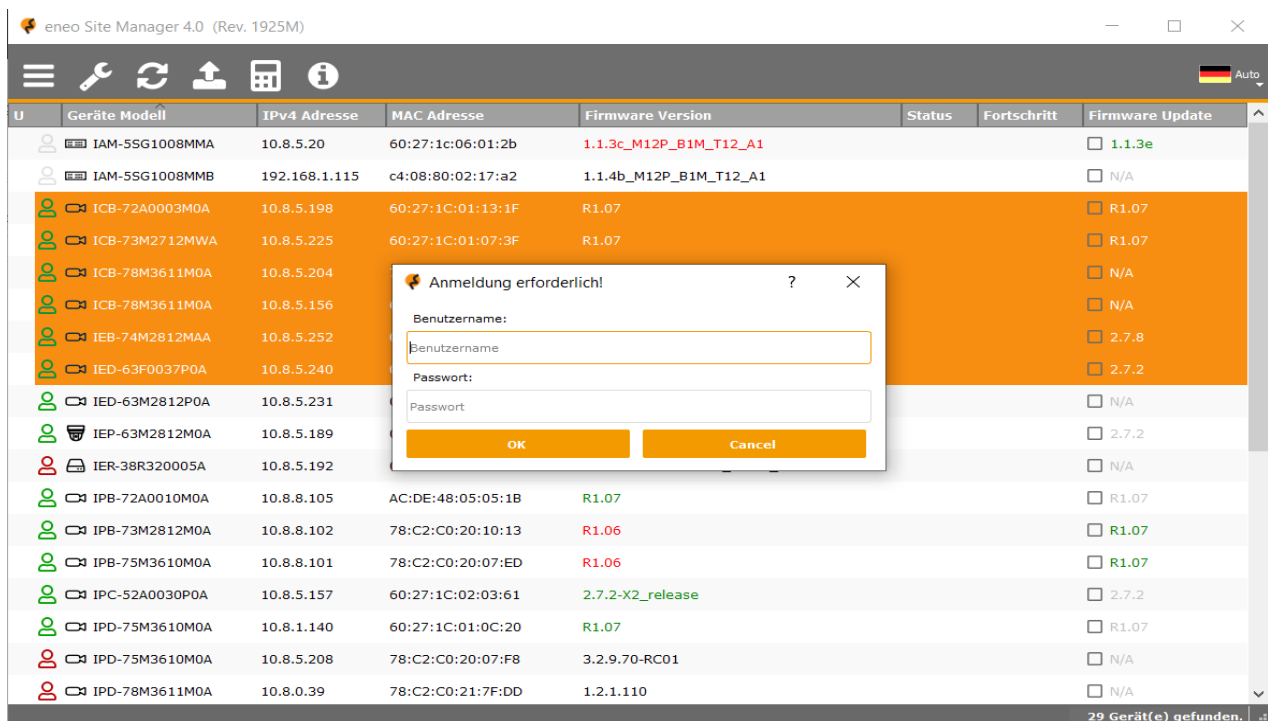 eneo Site Manager 4.0 (Rev. 1925M)
Auto
U Geräte Modell IPv4 Adresse MAC Adresse Firmware Version Status Fortschritt Firmware Update
IAM-5SG1008MMA 10.8.5.20 60:27:1c:06:01:2b 1.1.3c_M12P_B1M_T12_A1 1.1.3e
IAM-5SG1008MMB 192.168.1.115 c4:08:80:02:17:a2 1.1.4b_M12P_B1M_T12_A1 N/A
ICB-72A0003M0A 10.8.5.198 60:27:1C:01:13:1F R1.07 R1.07
ICB-73M2712MWA 10.8.5.225 60:27:1C:01:07:3F R1.07 R1.07
ICB-78M3611M0A 10.8.5.204 N/A
ICB-78M3611M0A 10.8.5.156 N/A
IEB-74M2812MAA 10.8.5.252 2.7.8
IED-63F0037P0A 10.8.5.240 2.7.2
IED-63M2812P0A 10.8.5.231 N/A
IEP-63M2812M0A 10.8.5.189 2.7.2
IER-38R320005A 10.8.5.192 N/A
Anmeldung erforderlich! ?
Benutzername:
Benutzername
Passwort:
Passwort
OK Cancel
IPB-72A0010M0A 10.8.8.105 AC:DE:48:05:05:1B R1.07 R1.07
IPB-73M2812M0A 10.8.8.102 78:C2:C0:20:10:13 R1.06 R1.07
IPB-75M3610M0A 10.8.8.101 78:C2:C0:20:07:ED R1.06 R1.07
IPC-52A0030P0A 10.8.5.157 60:27:1C:02:03:61 2.7.2-X2_release 2.7.2
IPD-75M3610M0A 10.8.1.140 60:27:1C:01:0C:20 R1.07 R1.07
IPD-75M3610M0A 10.8.5.208 78:C2:C0:20:07:F8 3.2.9.70-RC01 N/A
IPD-78M3611M0A 10.8.0.39 78:C2:C0:21:7F:DD 1.2.1.110 N/A
29 Gerät(e) gefunden.